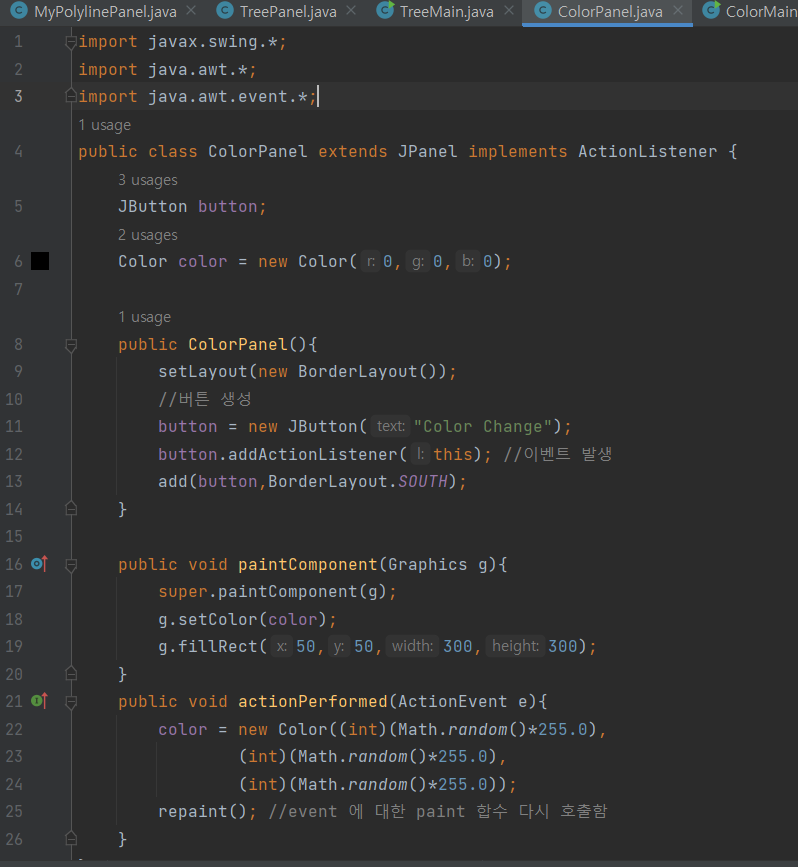 MyPolylinePanel.java × TreePanel.java × TreeMain.java × ColorPanel.java × ColorMain
1 import javax.swing.*;
2 import java.awt.*;
3 import java.awt.event.*;
1 usage
4 public class ColorPanel extends JPanel implements ActionListener {
3 usages
5 JButton button;
2 usages
6 Color color = new Color( r: 0, g: 0, b: 0);
7
1 usage
8 public ColorPanel(){
9 setLayout(new BorderLayout());
10 //버튼 생성
11 button = new JButton( text: "Color Change");
12 button.addActionListener( l: this); //이벤트 발생
13 add(button,BorderLayout.SOUTH);
14 }
15
16 public void paintComponent(Graphics g){
17 super.paintComponent(g);
18 g.setColor(color);
19 g.fillRect( x: 50, y: 50, width: 300, height: 300);
20 }
21 public void actionPerformed(ActionEvent e){
22 color = new Color((int)(Math.random()*255.0),
23 (int)(Math.random()*255.0),
24 (int)(Math.random()*255.0));
25 repaint(); //event 에 대한 paint 합수 다시 호출함
26 }